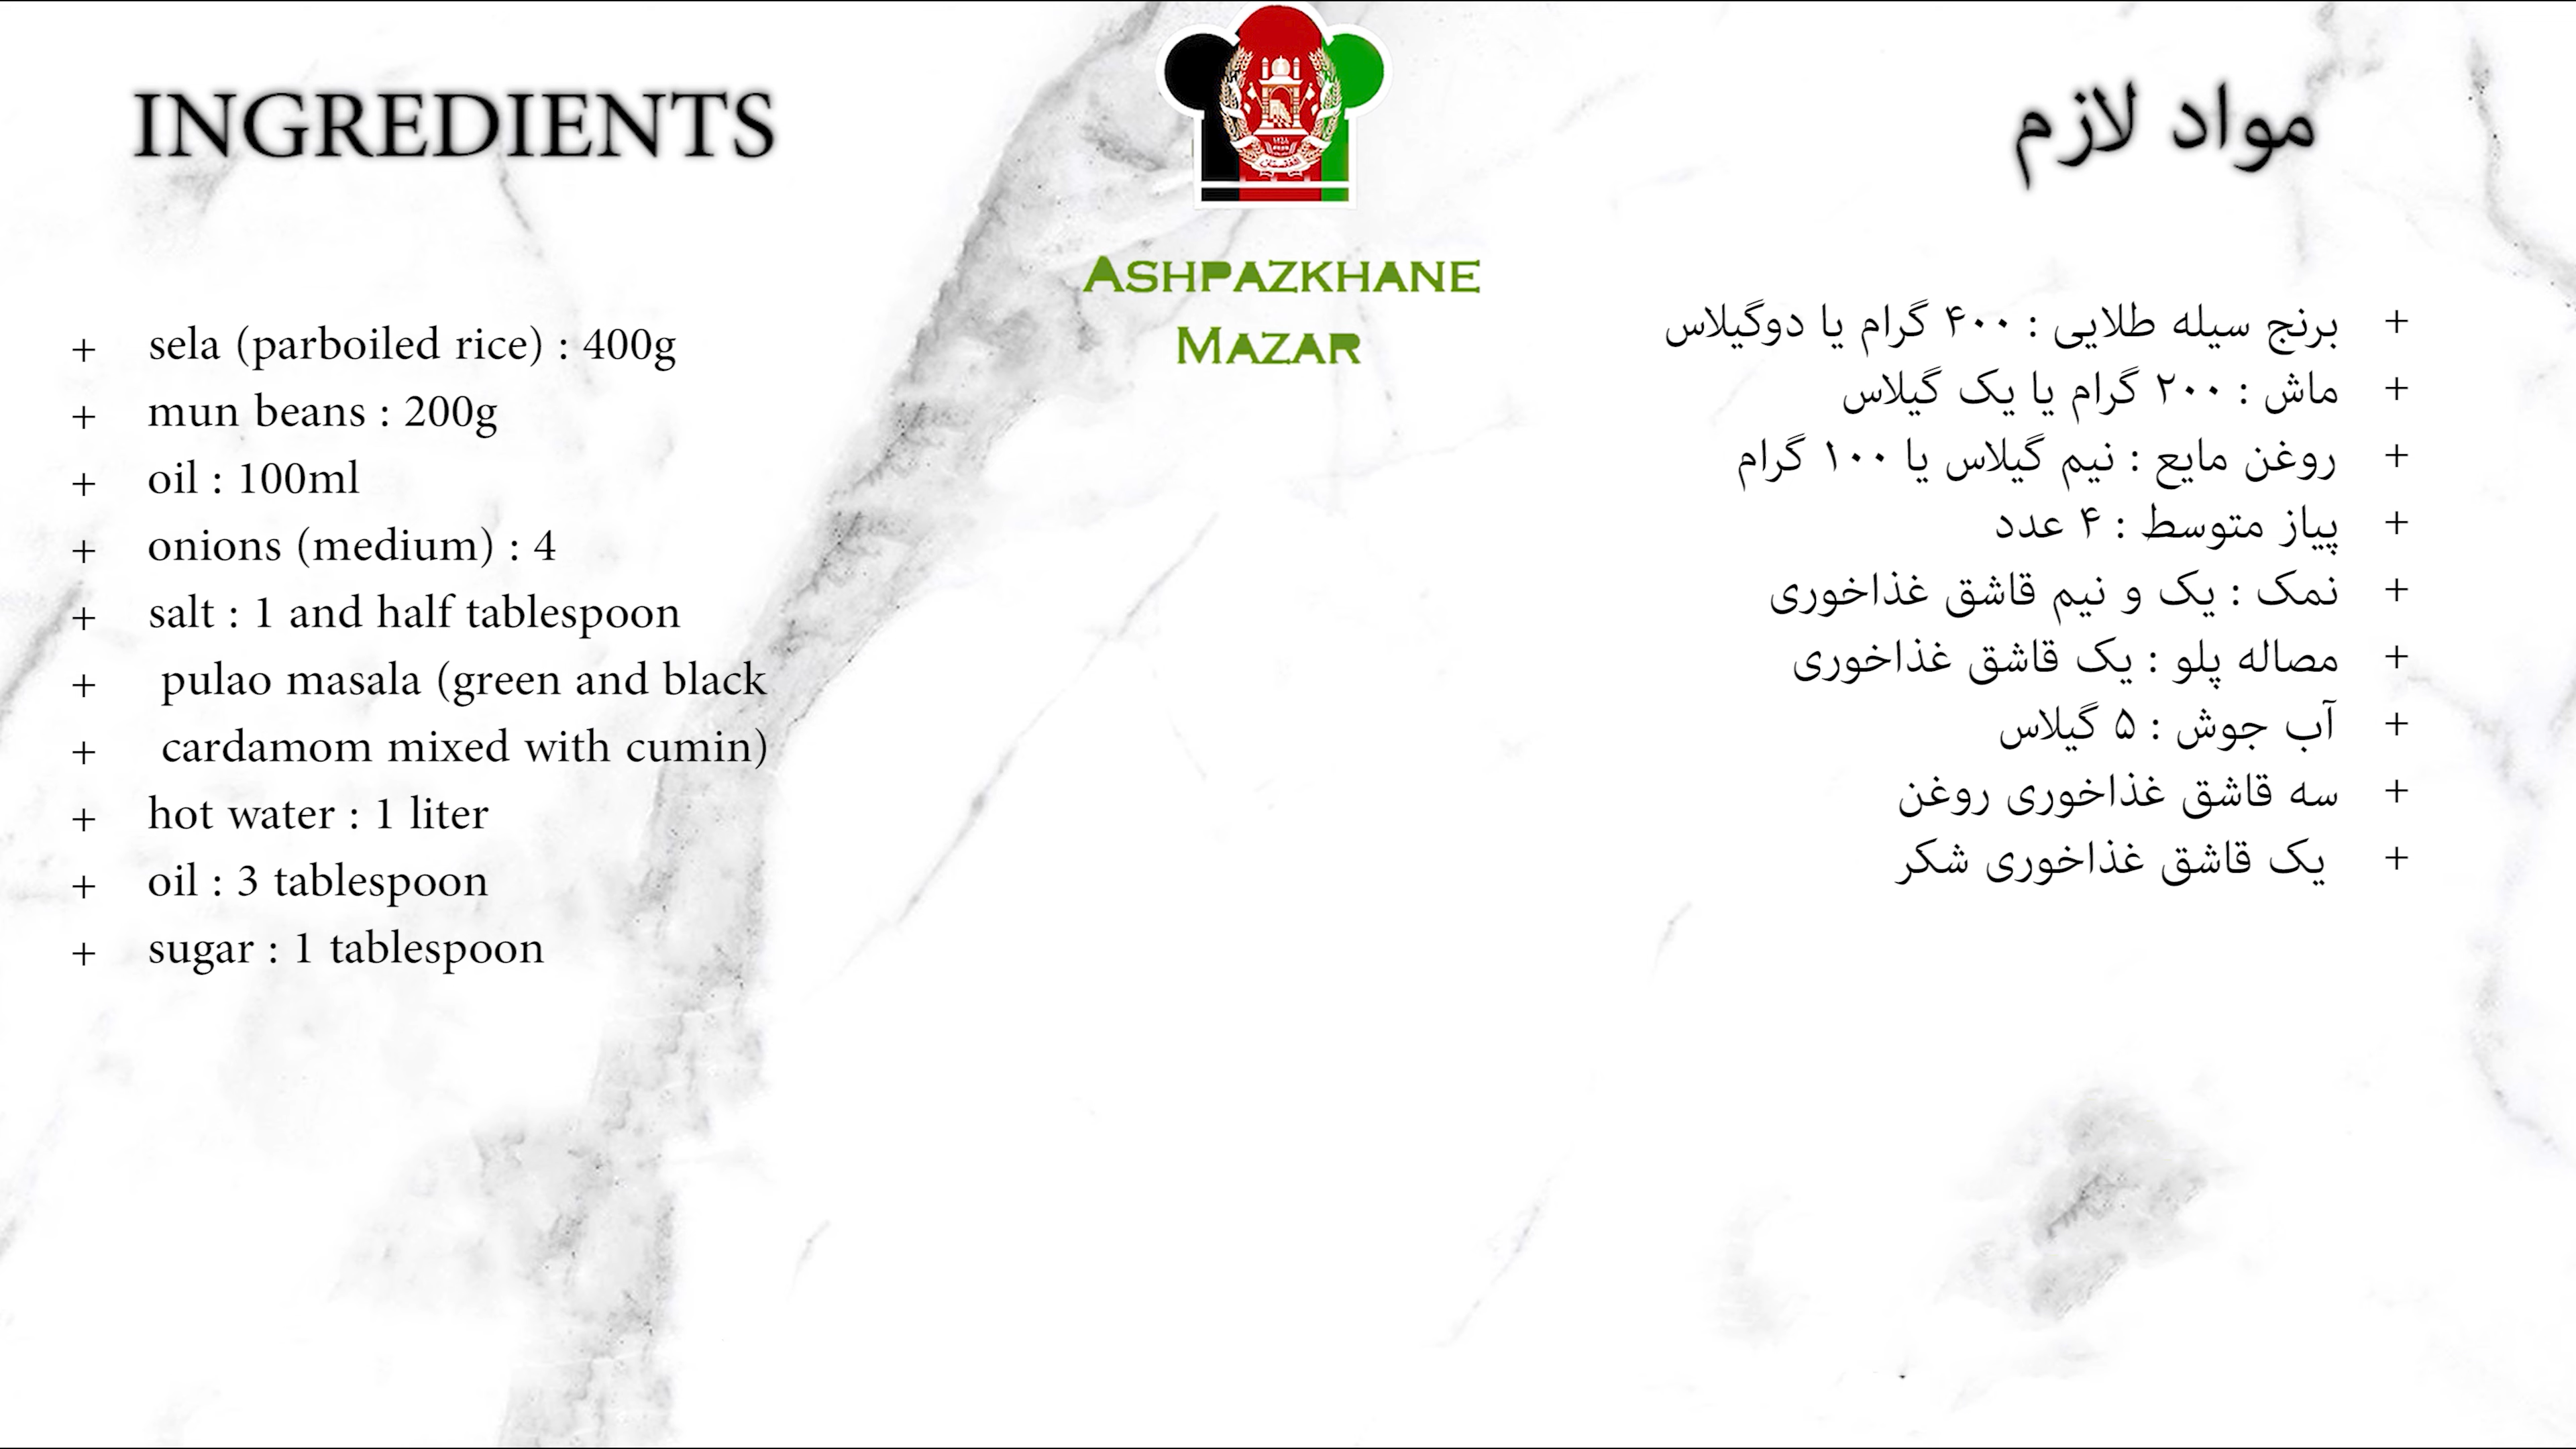 INGREDIENTS
+ sela (parboiled rice) : 400g
+ mun beans : 200g
+ oil : 100ml
+ onions (medium) : 4
+ salt : 1 and half tablespoon
+ pulao masala (green and black
+ cardamom mixed with cumin)
+ hot water : 1 liter
+ oil : 3 tablespoon
+ sugar : 1 tablespoon
ASHPAZKHANE
MAZAR
مواد لازم
+ برنج سیله طلایی : ۴۰۰ گرام یا دوگیلاس
+ ماش : ۲۰۰ گرام یا یک گیلاس
+ روغن مایع : نیم گیلاس یا ۱۰۰ گرام
+ پیاز متوسط : ۴ عدد
+ نمک : یک و نیم قاشق غذاخوری
+ مصاله پلو : یک قاشق غذاخوری
+ آب جوش : ۵ گیلاس
+ سه قاشق غذاخوری روغن
+ یک قاشق غذاخوری شکر